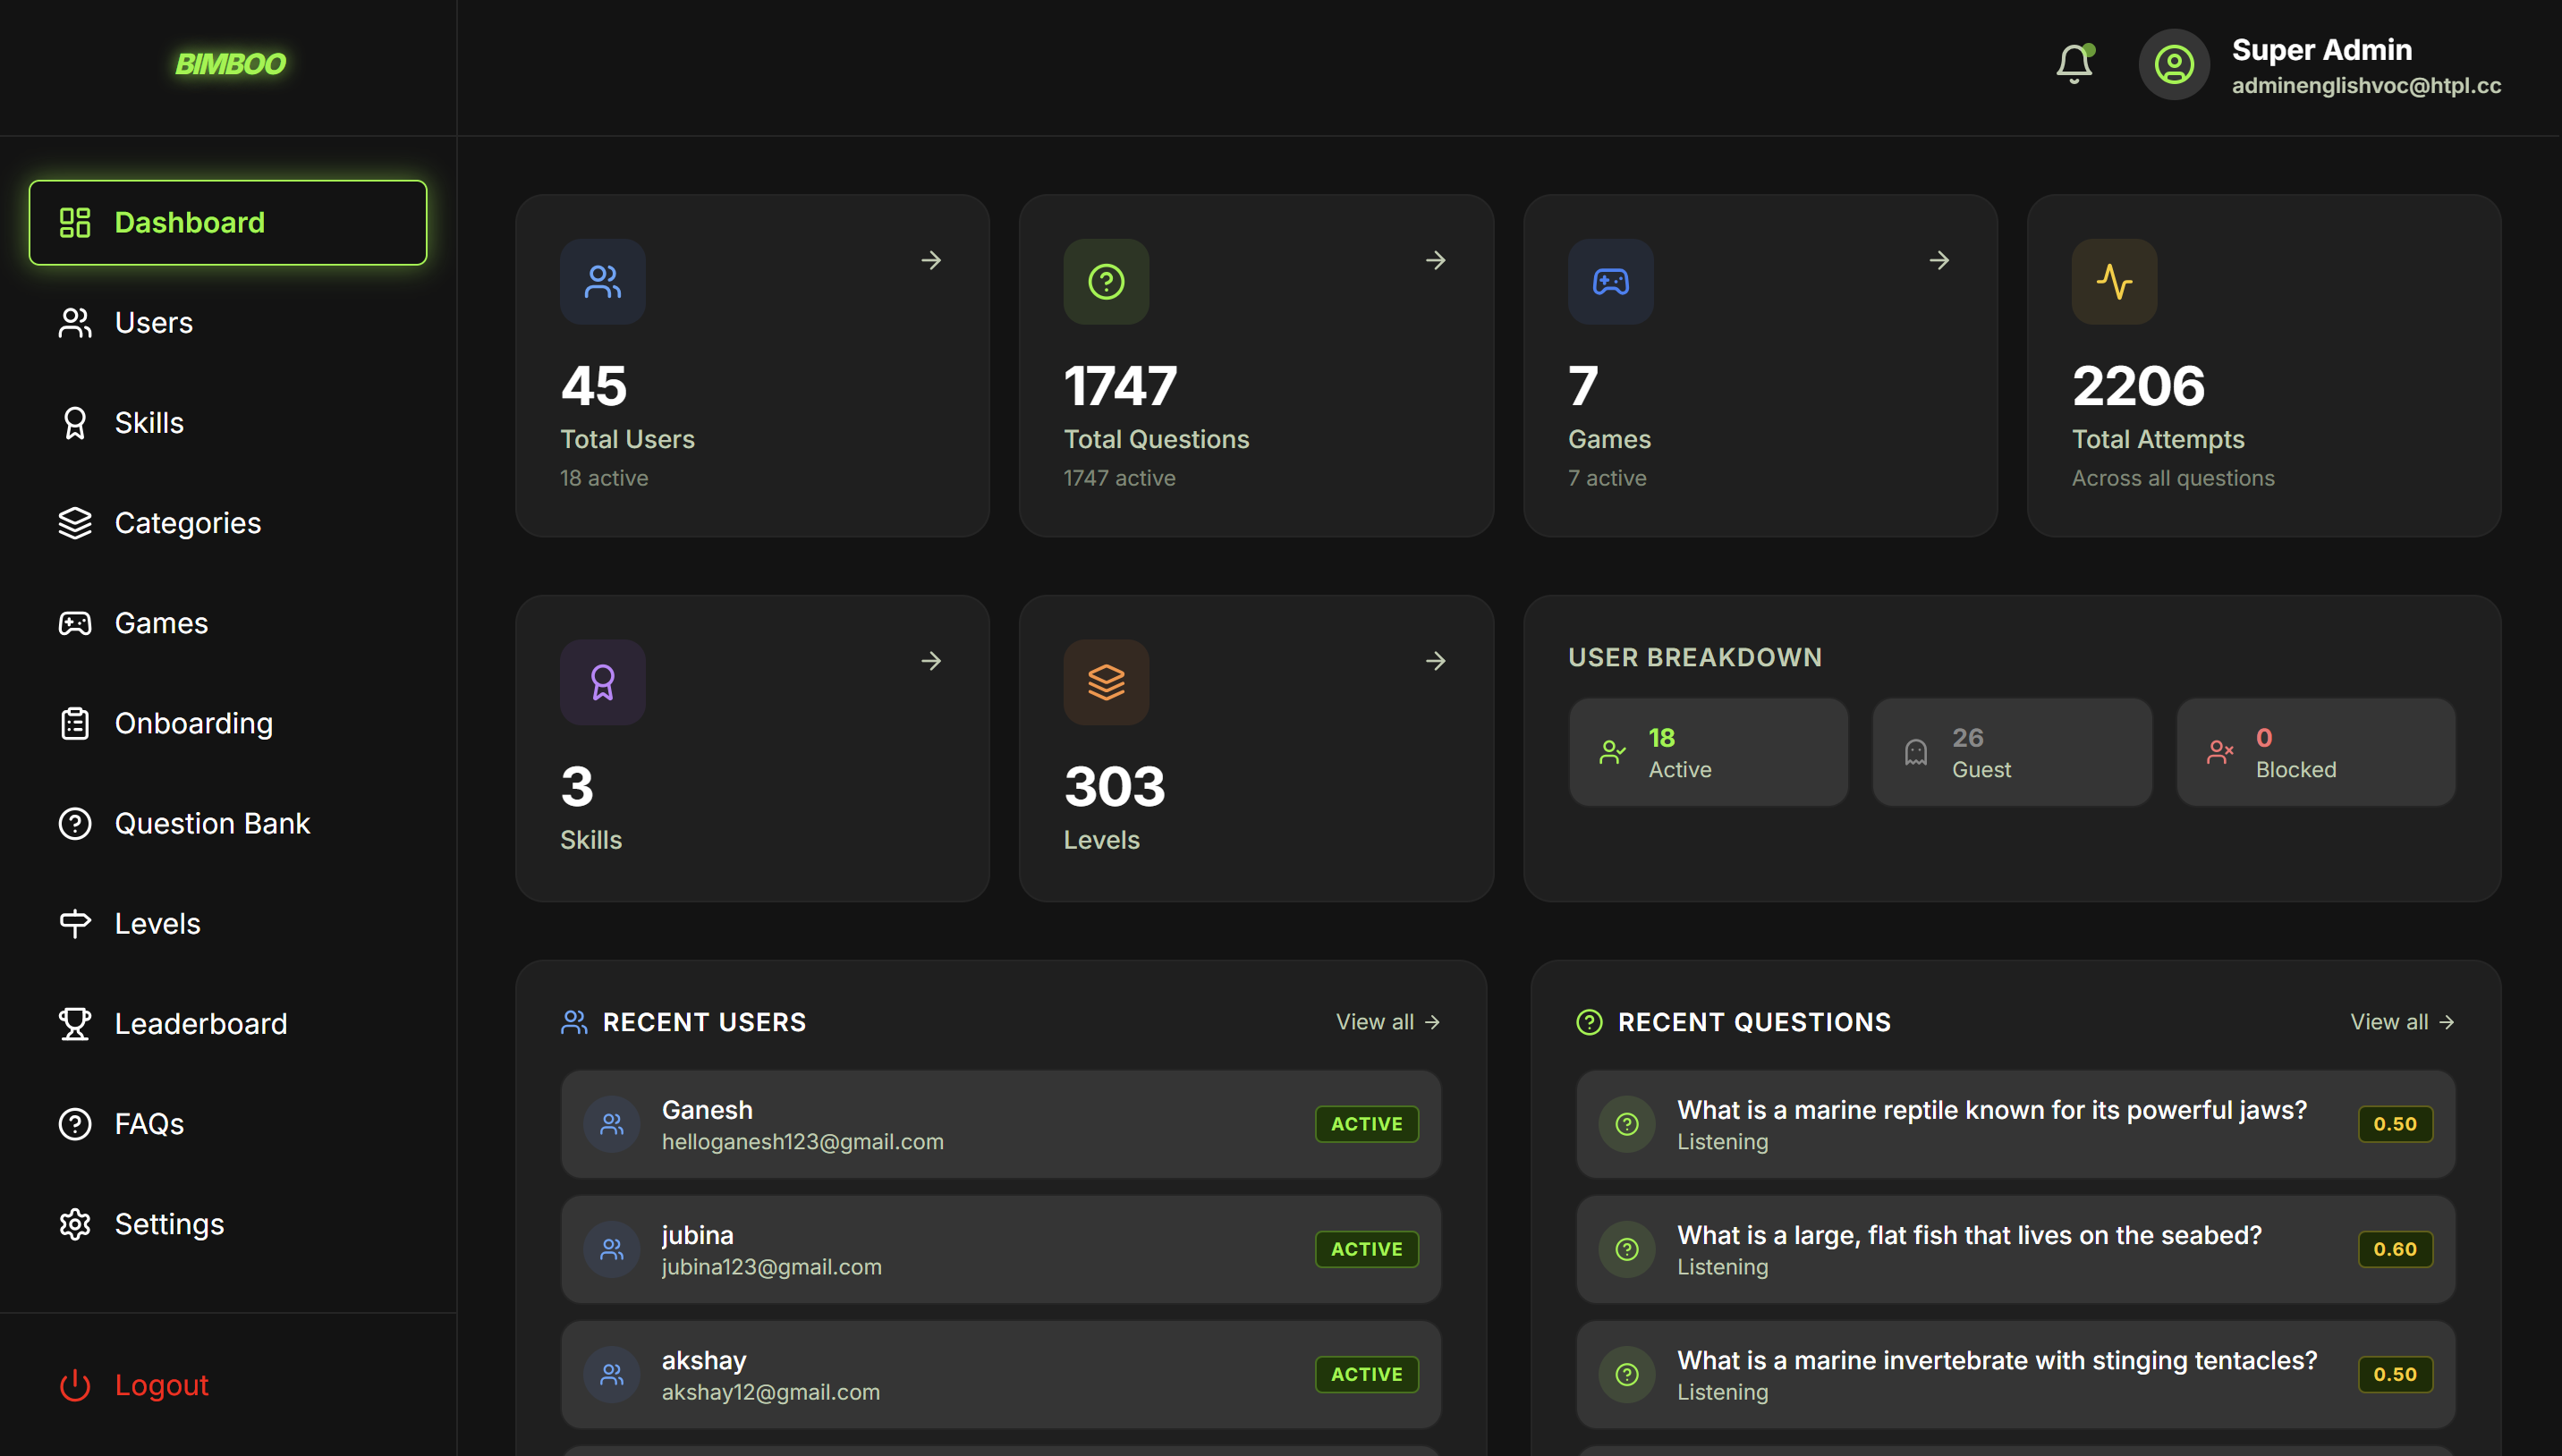 BIMBOO
Super Admin
adminenglishvoc@htpl.cc
Dashboard
Users
Skills
Categories
Games
Onboarding
Question Bank
Levels
Leaderboard
FAQs
Settings
Logout
45
Total Users
18 active
1747
Total Questions
1747 active
7
Games
7 active
2206
Total Attempts
Across all questions
3
Skills
303
Levels
USER BREAKDOWN
18
Active
26
Guest
0
Blocked
RECENT USERS
View all
Ganesh
helloganesh123@gmail.com
ACTIVE
jubina
jubina123@gmail.com
ACTIVE
akshay
akshay12@gmail.com
ACTIVE
RECENT QUESTIONS
View all
What is a marine reptile known for its powerful jaws?
Listening
0.50
What is a large, flat fish that lives on the seabed?
Listening
0.60
What is a marine invertebrate with stinging tentacles?
Listening
0.50